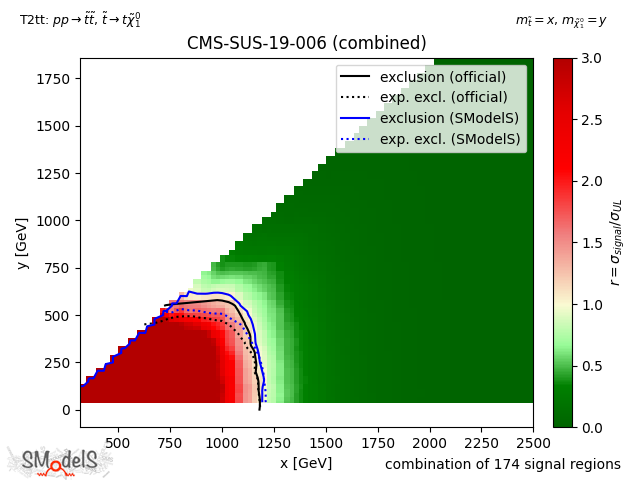 T2tt: pp → t̃t̃, t̃ → tχ̃₁⁰
m_t̃ = x, m_χ̃₁⁰ = y
CMS-SUS-19-006 (combined)
exclusion (official)
exp. excl. (official)
exclusion (SModelS)
exp. excl. (SModelS)
y [GeV]
1750
1500
1250
1000
750
500
250
0
500
750
1000
1250
1500
1750
2000
2250
2500
x [GeV]
3.0
2.5
2.0
1.5
1.0
0.5
0.0
r = σ_signal/σ_UL
SModelS
combination of 174 signal regions